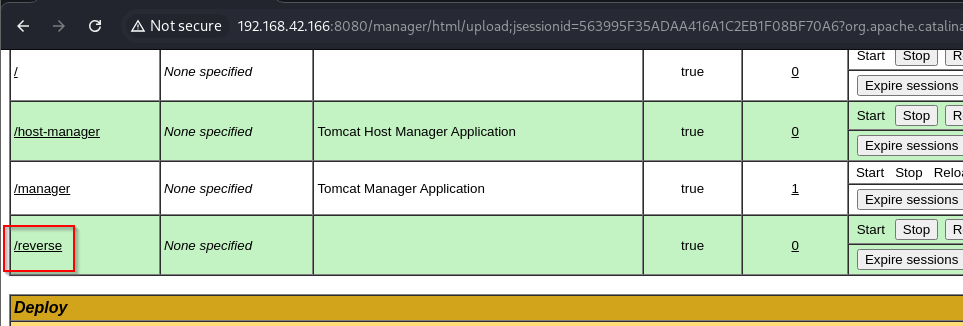 Not secure 192.168.42.166:8080/manager/html/upload;jsessionid=563995F35ADAA416A1C2EB1F08BF70A6?org.apache.catalina
/ None specified true 0 Start Stop
Expire sessions
/host-manager None specified Tomcat Host Manager Application true 0 Start Stop
Expire sessions
/manager None specified Tomcat Manager Application true 1 Start Stop Reloa
Expire sessions
/reverse None specified true 0 Start Stop
Expire sessions
Deploy